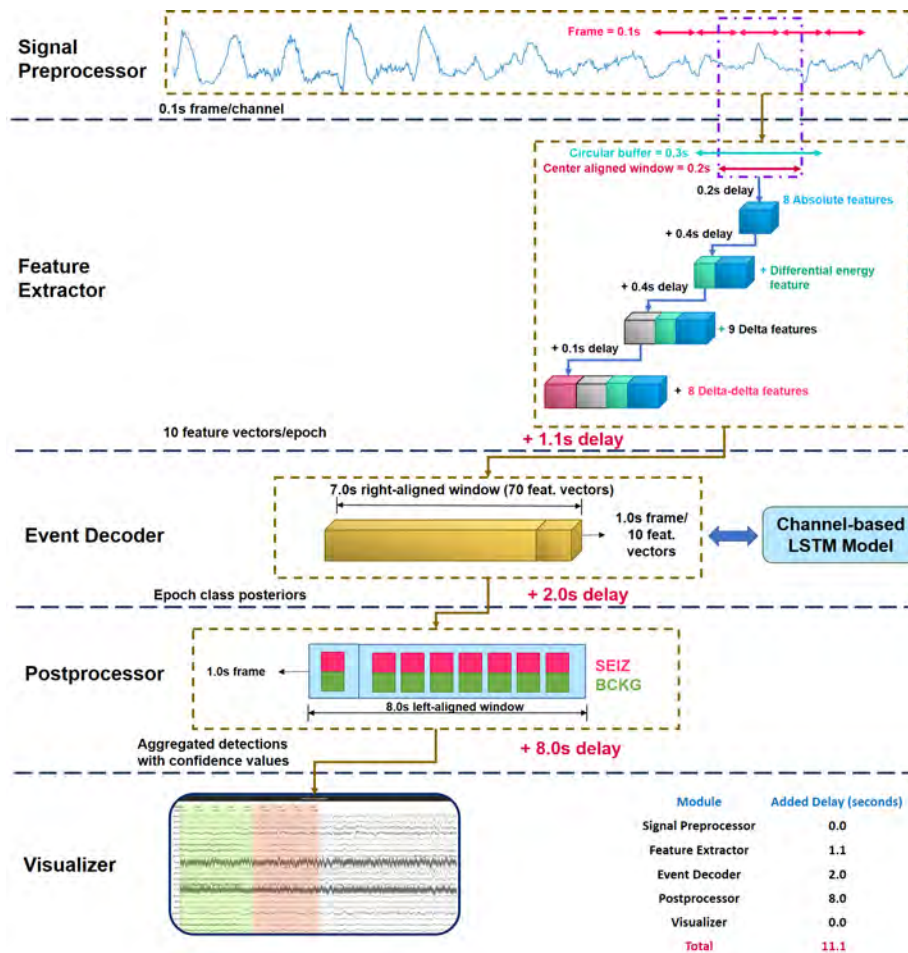 Signal
Preprocessor
Frame = 0.1s
0.1s frame/channel
Feature
Extractor
Circular buffer = 0.3s
Center aligned window = 0.2s
0.2s delay
8 Absolute features
+ 0.4s delay
+ Differential energy
feature
+ 0.4s delay
+ 9 Delta features
+ 0.1s delay
+ 8 Delta-delta features
10 feature vectors/epoch
+ 1.1s delay
Event Decoder
7.0s right-aligned window (70 feat. vectors)
1.0s frame/
10 feat.
vectors
Channel-based
LSTM Model
Epoch class posteriors
+ 2.0s delay
Postprocessor
1.0s frame
SEIZ
BCKG
8.0s left-aligned window
Aggregated detections
with confidence values
+ 8.0s delay
Visualizer
Module Added Delay (seconds)
Signal Preprocessor 0.0
Feature Extractor 1.1
Event Decoder 2.0
Postprocessor 8.0
Visualizer 0.0
Total 11.1